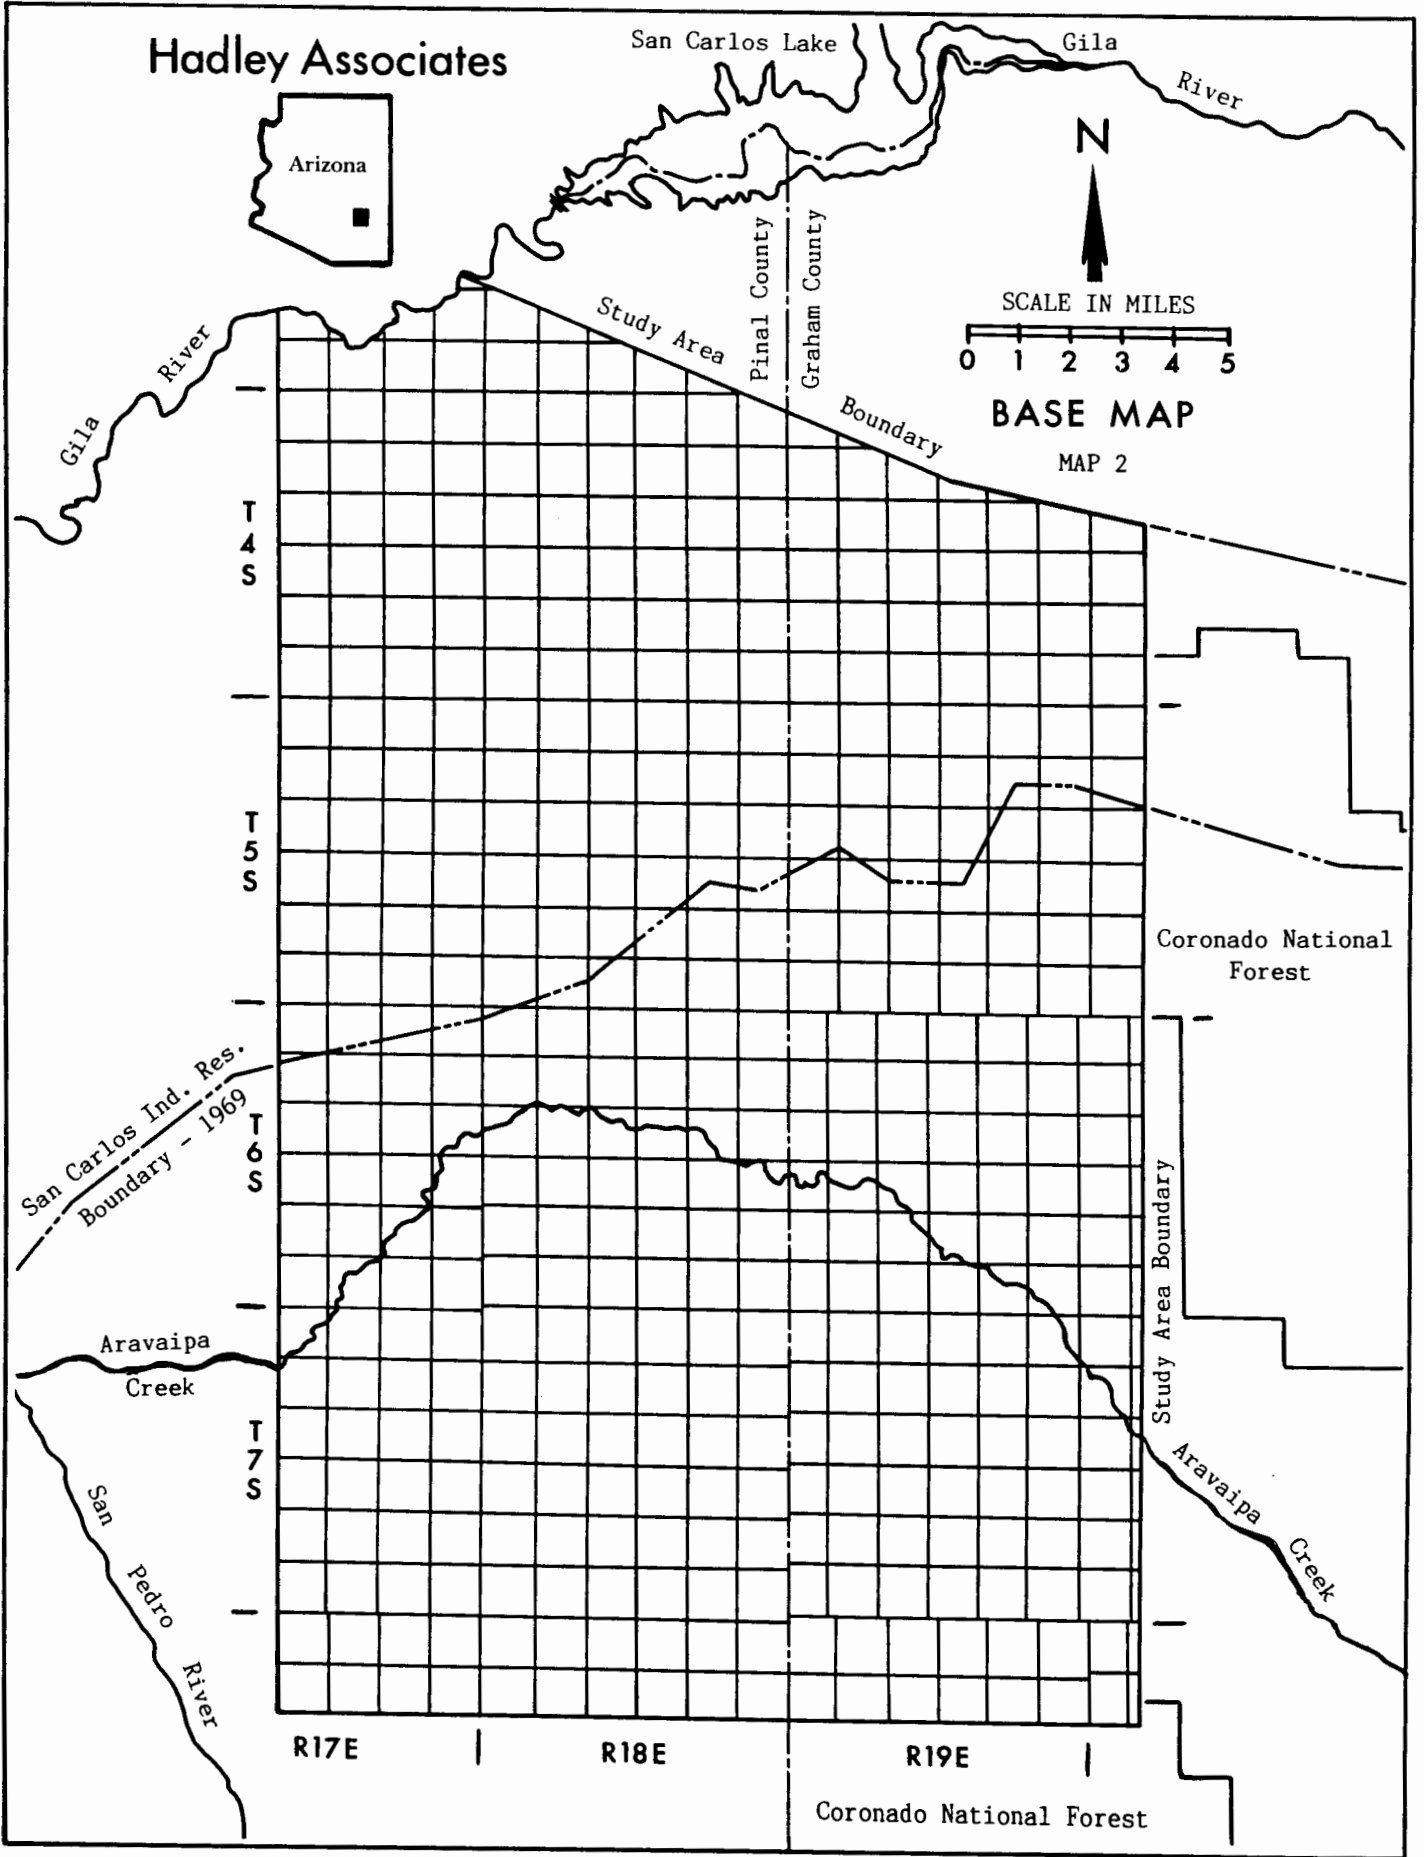 Hadley Associates
San Carlos Lake
Gila
River
Arizona
N
Pinal County
Graham County
SCALE IN MILES
0 1 2 3 4 5
BASE MAP
MAP 2
Study Area
Boundary
Gila
River
T
4
S
T
5
S
Coronado National
Forest
San Carlos Ind. Res.
Boundary - 1969
T
6
S
Study Area Boundary
Aravaipa
Creek
T
7
S
Aravaipa
Creek
San
Pedro
River
R17E
R18E
R19E
Coronado National Forest